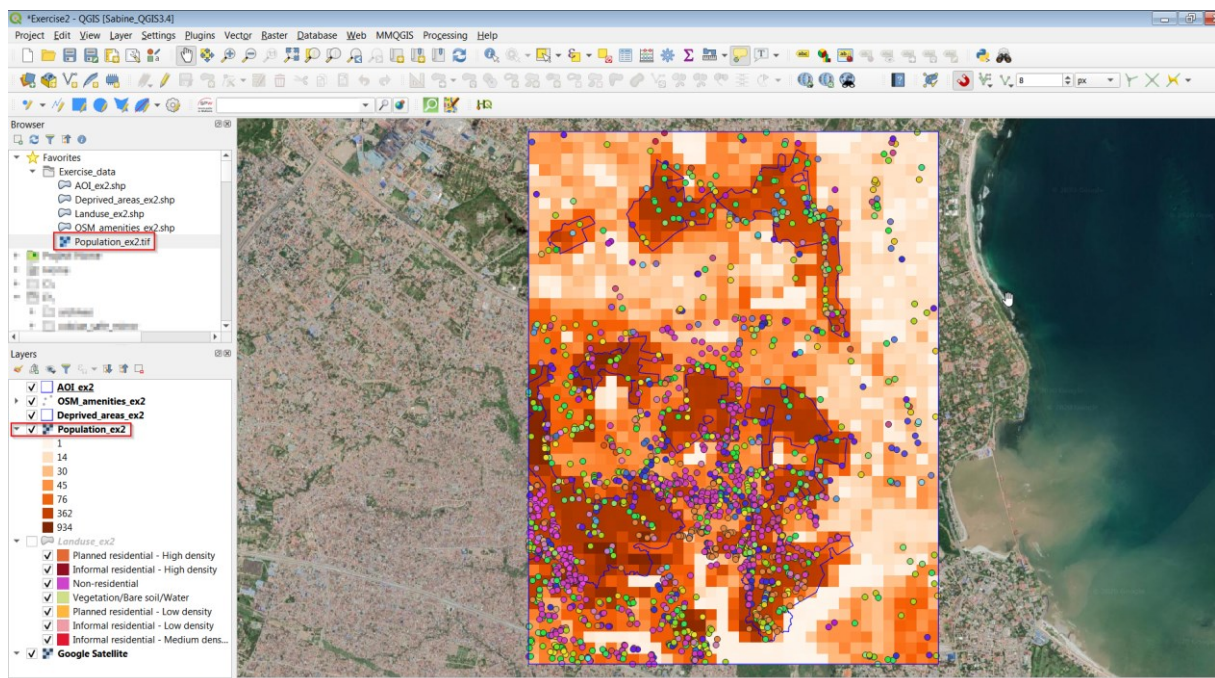 *Exercise2 - QGIS [Sabine_QGIS3.4]
Project Edit View Layer Settings Plugins Vector Raster Database Web MMQGIS Processing Help
8 px
HR
Browser
Favorites
Exercise_data
AOI_ex2.shp
Deprived_areas_ex2.shp
Landuse_ex2.shp
OSM_amenities_ex2.shp
Population_ex2.tif
Layers
AOI_ex2
OSM_amenities_ex2
Deprived_areas_ex2
Population_ex2
1
14
30
45
76
362
934
Landuse_ex2
Planned residential - High density
Informal residential - High density
Non-residential
Vegetation/Bare soil/Water
Planned residential - Low density
Informal residential - Low density
Informal residential - Medium dens...
Google Satellite